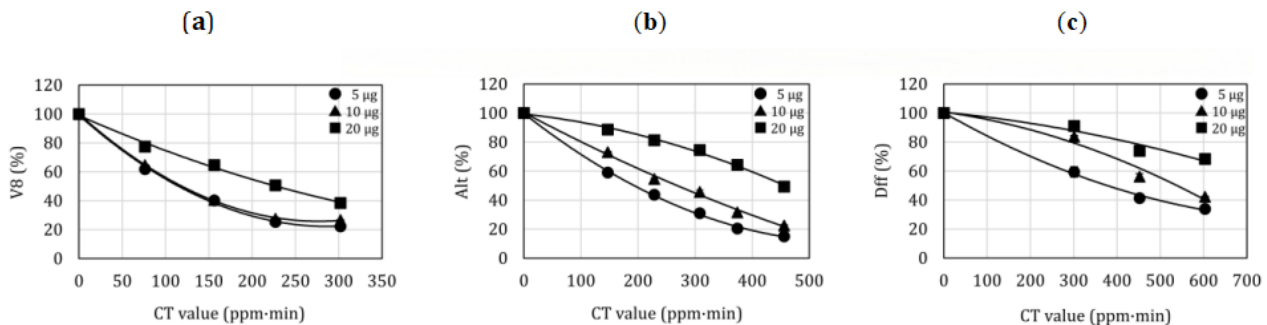 (a)
V8 (%)
120
100
80
60
40
20
0
0 50 100 150 200 250 300 350
CT value (ppm·min)
5 μg
10 μg
20 μg
(b)
Alt (%)
120
100
80
60
40
20
0
0 100 200 300 400 500
CT value (ppm·min)
5 μg
10 μg
20 μg
(c)
Dff (%)
120
100
80
60
40
20
0
0 100 200 300 400 500 600 700
CT value (ppm·min)
5 μg
10 μg
20 μg